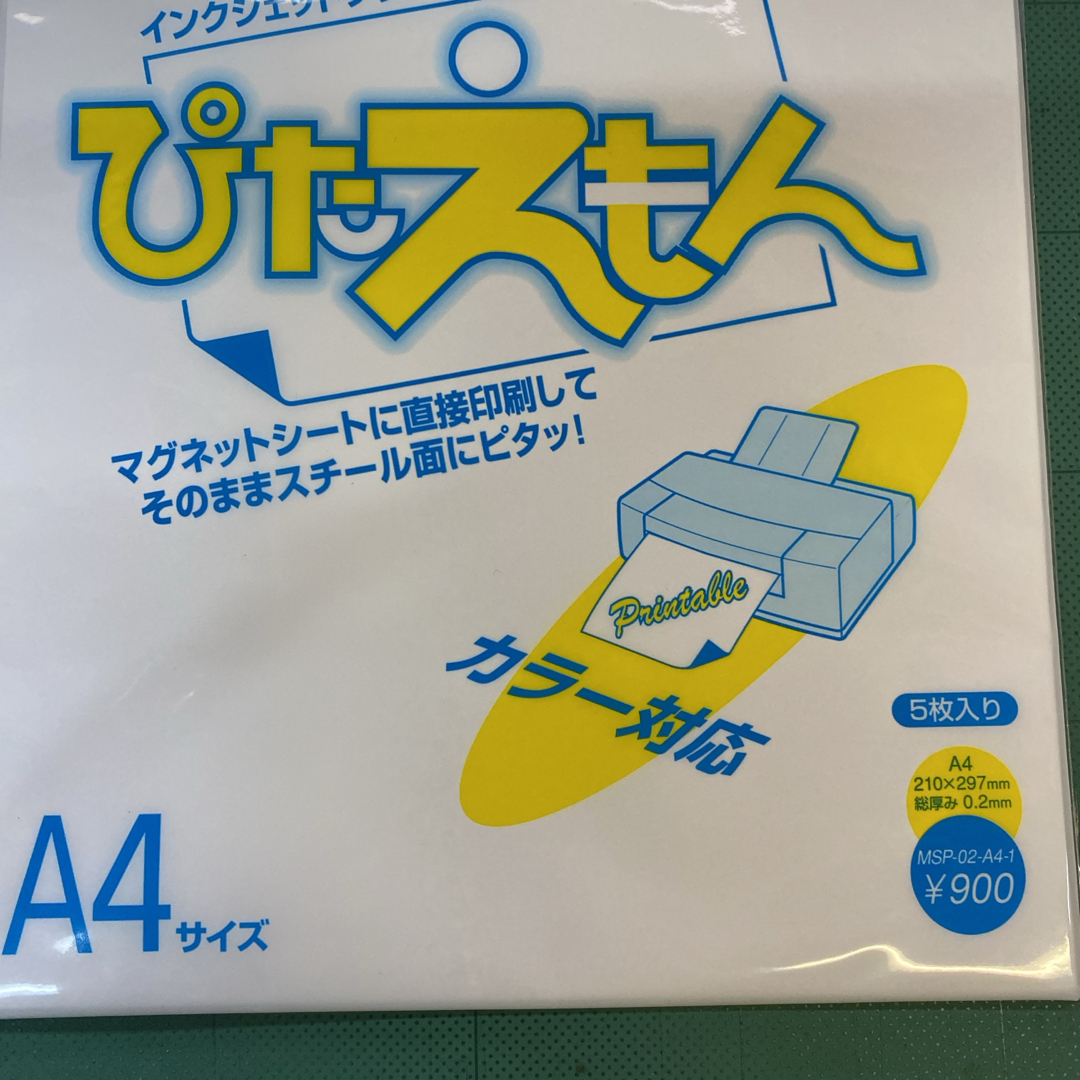 インクジェットプ
ぴたえもん
マグネットシートに直接印刷して
そのままスチール面にピタッ!
Printable
カラー対応
5枚入り
A4
210×297mm
総厚み 0.2mm
MSP-02-A4-1
¥900
A4サイズ